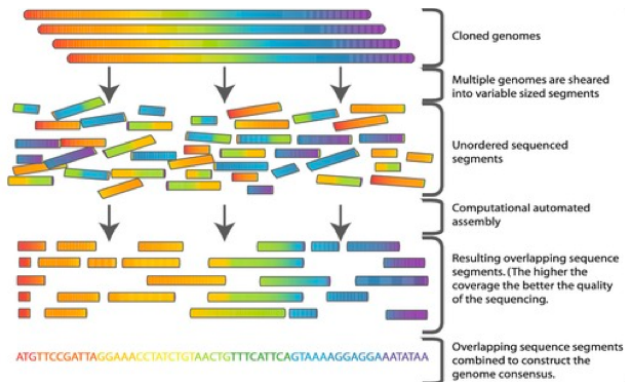 Cloned genomes
Multiple genomes are sheared
into variable sized segments
Unordered sequenced
segments
Computational automated
assembly
Resulting overlapping sequence
segments. (The higher the
coverage the better the quality
of the sequencing.
ATGTTCCGATTAGGAAACCTATCTGTAACTGTTTCATTCAGTAAAAGGAGGAAATATAA
Overlapping sequence segments
combined to construct the
genome consensus.